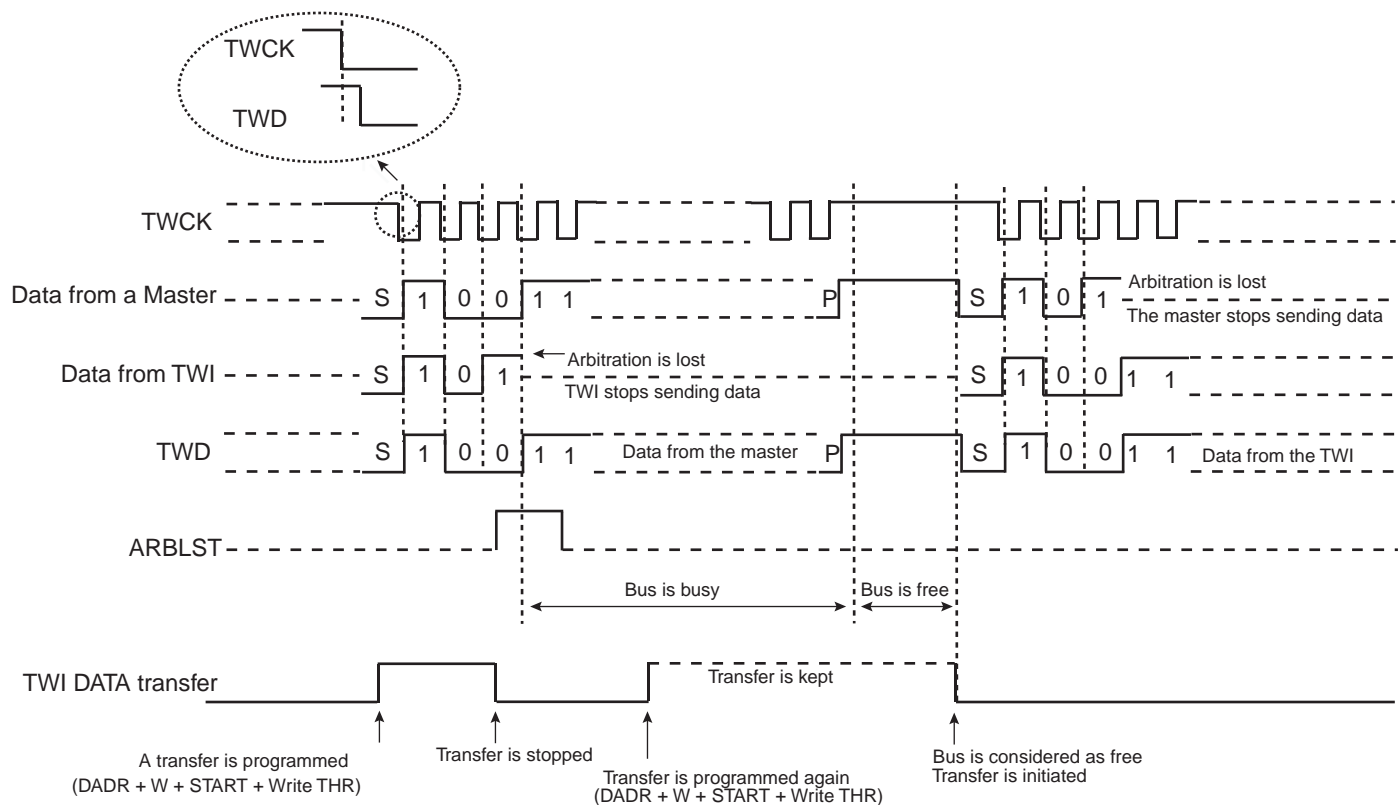 TWCK
TWD
TWCK
Data from a Master S 1 0 0 1 1 P S 1 0 1 Arbitration is lost
The master stops sending data
Data from TWI S 1 0 1 Arbitration is lost S 1 0 0 1 1
TWI stops sending data
TWD S 1 0 0 1 1 Data from the master P S 1 0 0 1 1 Data from the TWI
ARBLST
Bus is busy Bus is free
TWI DATA transfer Transfer is kept
A transfer is programmed
(DADR + W + START + Write THR)
Transfer is stopped
Transfer is programmed again
(DADR + W + START + Write THR)
Bus is considered as free
Transfer is initiated